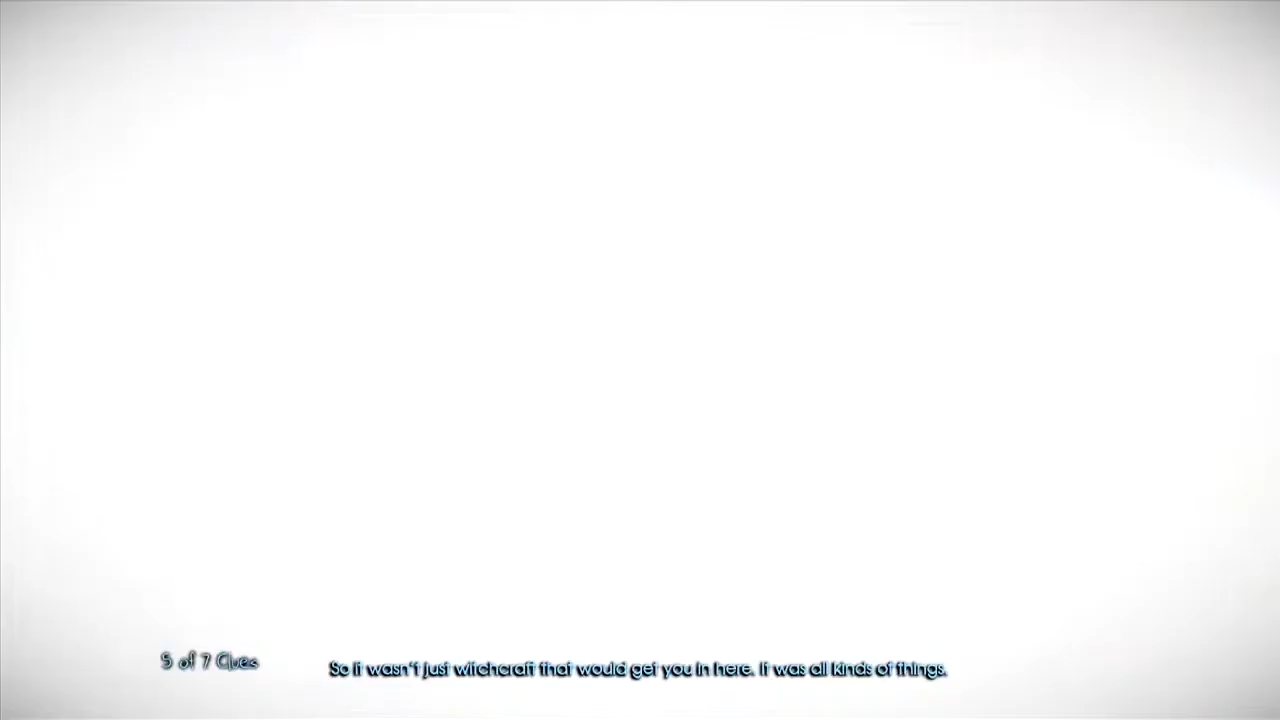 5 of 7 Clues
So it wasn't just witchcraft that would get you in here. It was all kinds of things.